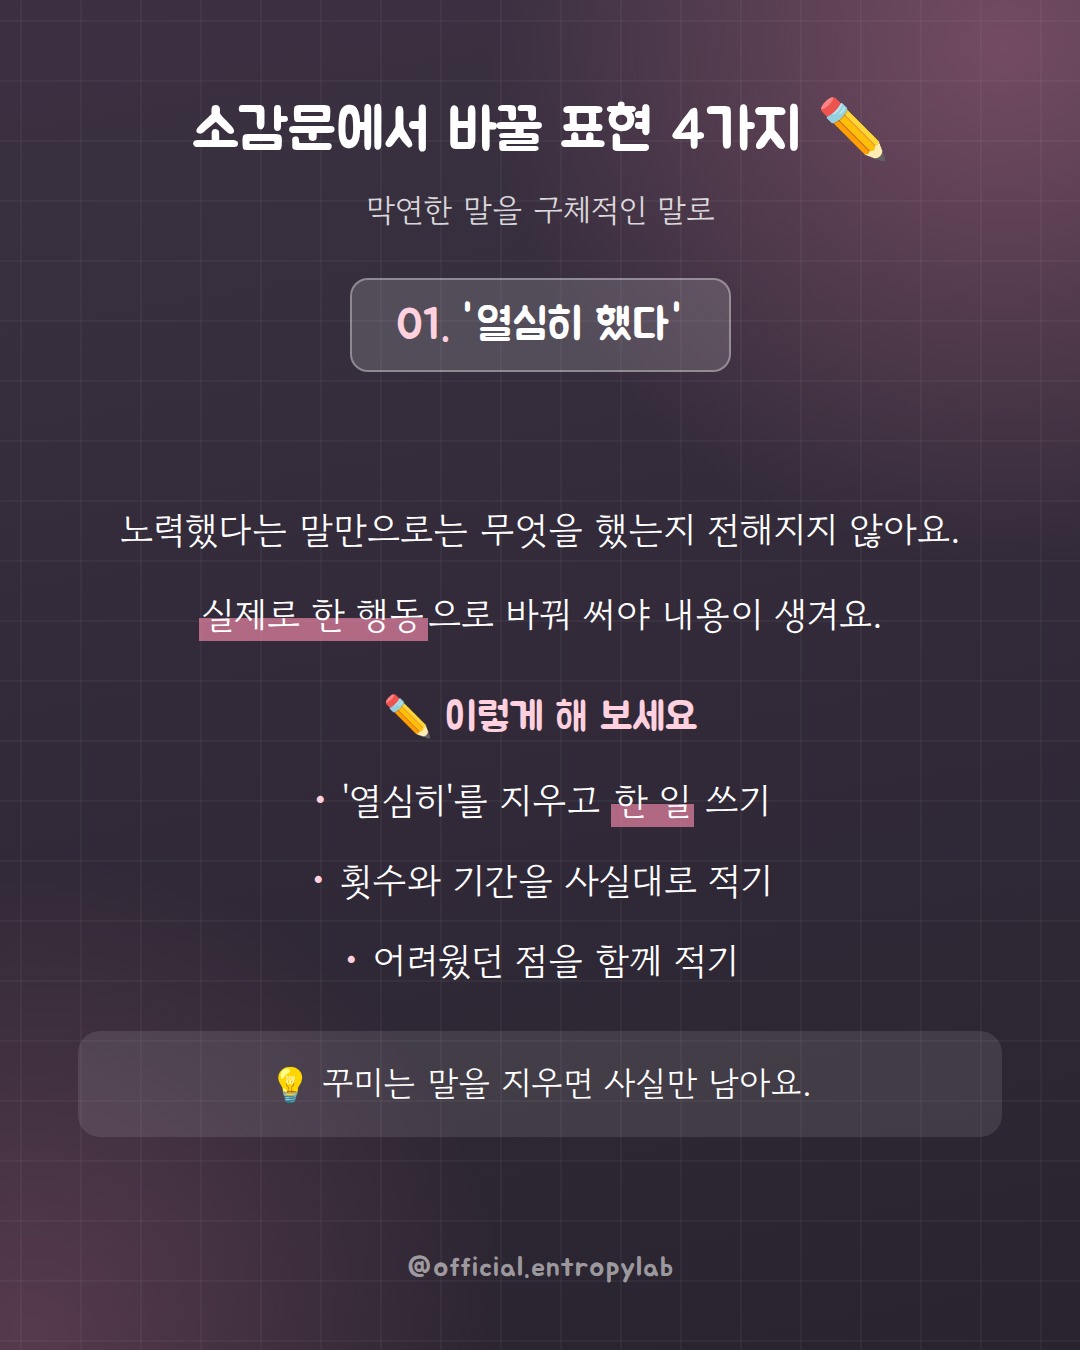 소감문에서 바꿀 표현 4가지 ✏️
막연한 말을 구체적인 말로
01. '열심히 했다'
노력했다는 말만으로는 무엇을 했는지 전해지지 않아요.
실제로 한 행동으로 바꿔 써야 내용이 생겨요.
✏️ 이렇게 해 보세요
• '열심히'를 지우고 한 일 쓰기
• 횟수와 기간을 사실대로 적기
• 어려웠던 점을 함께 적기
💡 꾸미는 말을 지우면 사실만 남아요.
@official.entropylab